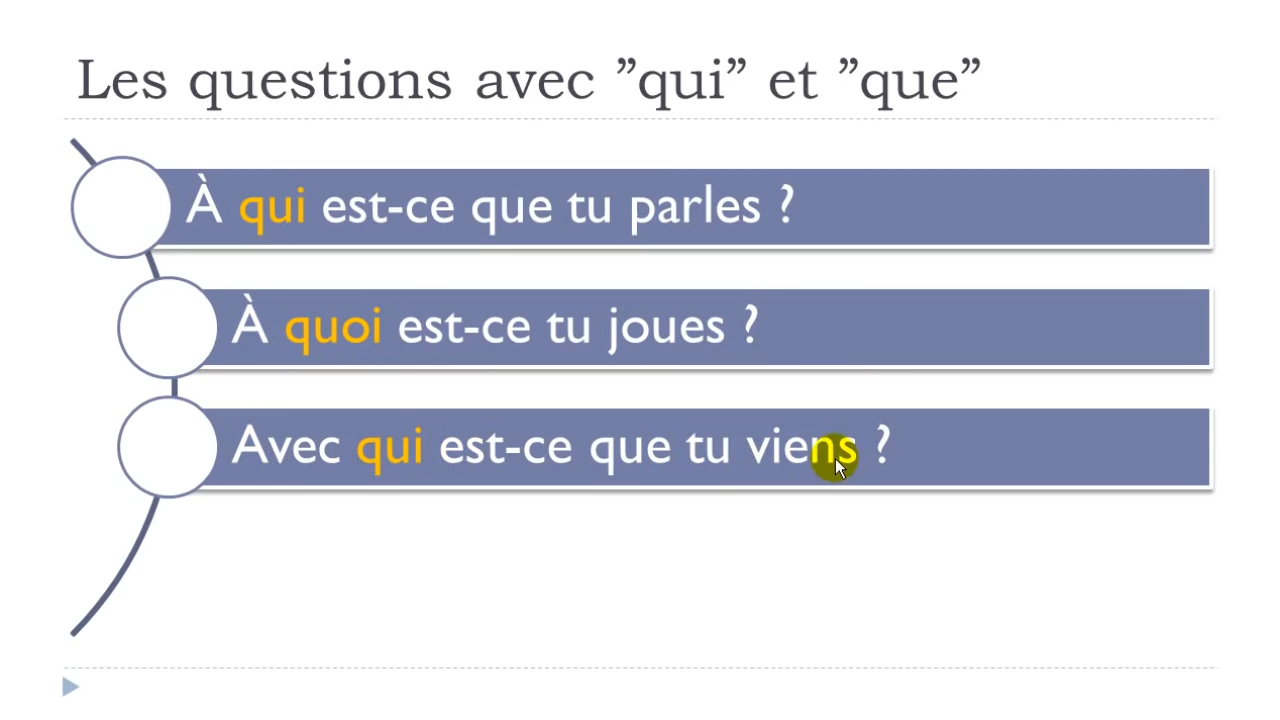 Les questions avec ”qui” et ”que”
À qui est-ce que tu parles ?
À quoi est-ce tu joues ?
Avec qui est-ce que tu viens ?